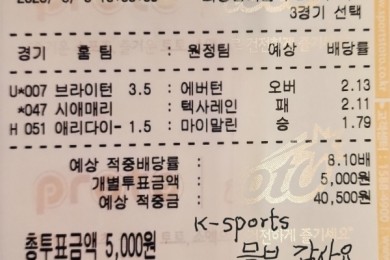 3경기 선택
경기 홈 팀 : 원정팀 예상 배당률
U*007 브라이턴 3.5 : 에버턴 오버 2.13
*047 시애매리 : 텍사레인 패 2.11
H 051 애리다이- 1.5 : 마이말린 승 1.79
예상 적중배당률 : 8.10배
개별투표금액 : 5,000원
예상 적중금 : 40,500원
K-sports
총투표금액 5,000원